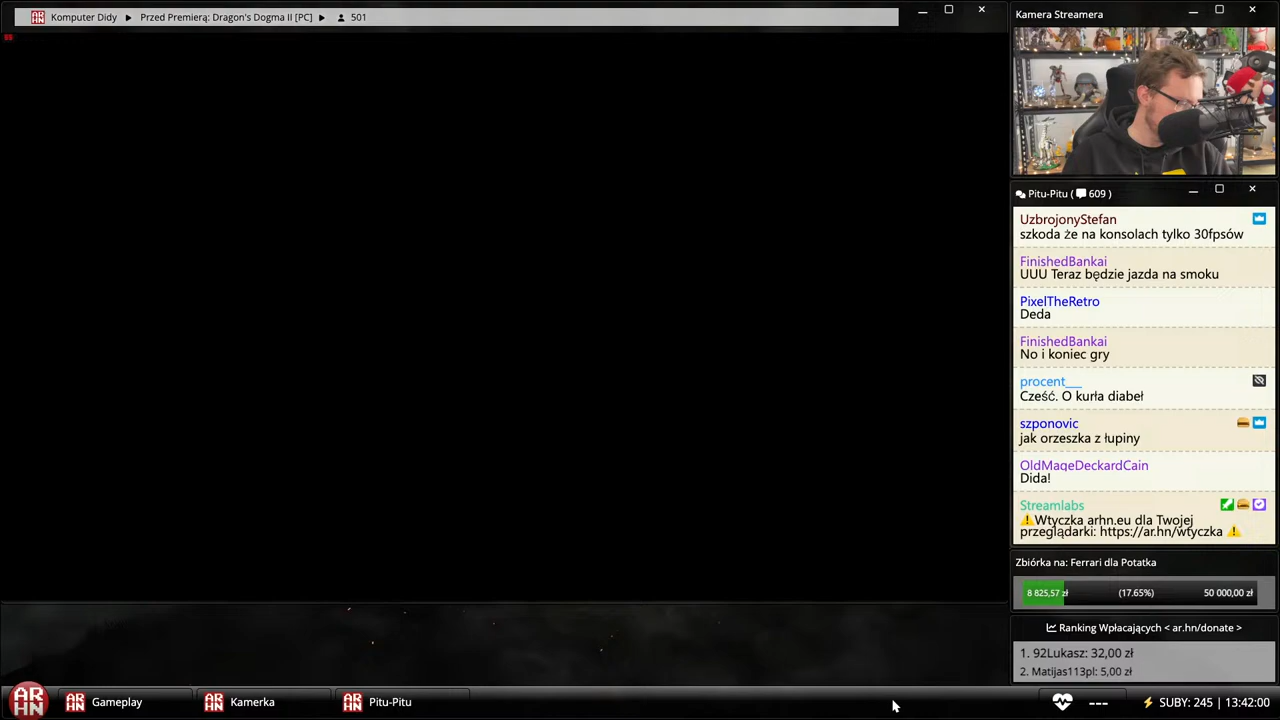 Komputer Didy ▶ Przed Premierą: Dragon's Dogma II [PC] ▶ 501
Kamera Streamera
Pitu-Pitu ( 609 )
UzbrojonyStefan
szkoda że na konsolach tylko 30fpsów
FinishedBankai
UUU Teraz będzie jazda na smoku
PixelTheRetro
Deda
FinishedBankai
No i koniec gry
procent___
Cześć. O kurła diabeł
szponovic
jak orzeszka z łupiny
OldMageDeckardCain
Dida!
Streamlabs
⚠️Wtyczka arhn.eu dla Twojej
przeglądarki: https://ar.hn/wtyczka ⚠️
Zbiórka na: Ferrari dla Potatka
8 825,57 zł (17.65%) 50 000,00 zł
Ranking Wpłacających < ar.hn/donate >
1. 92Lukasz: 32,00 zł
2. Matijas113pl: 5,00 zł
AR HN
Gameplay
Kamerka
Pitu-Pitu
--- ⚡ SUBY: 245 | 13:42:00